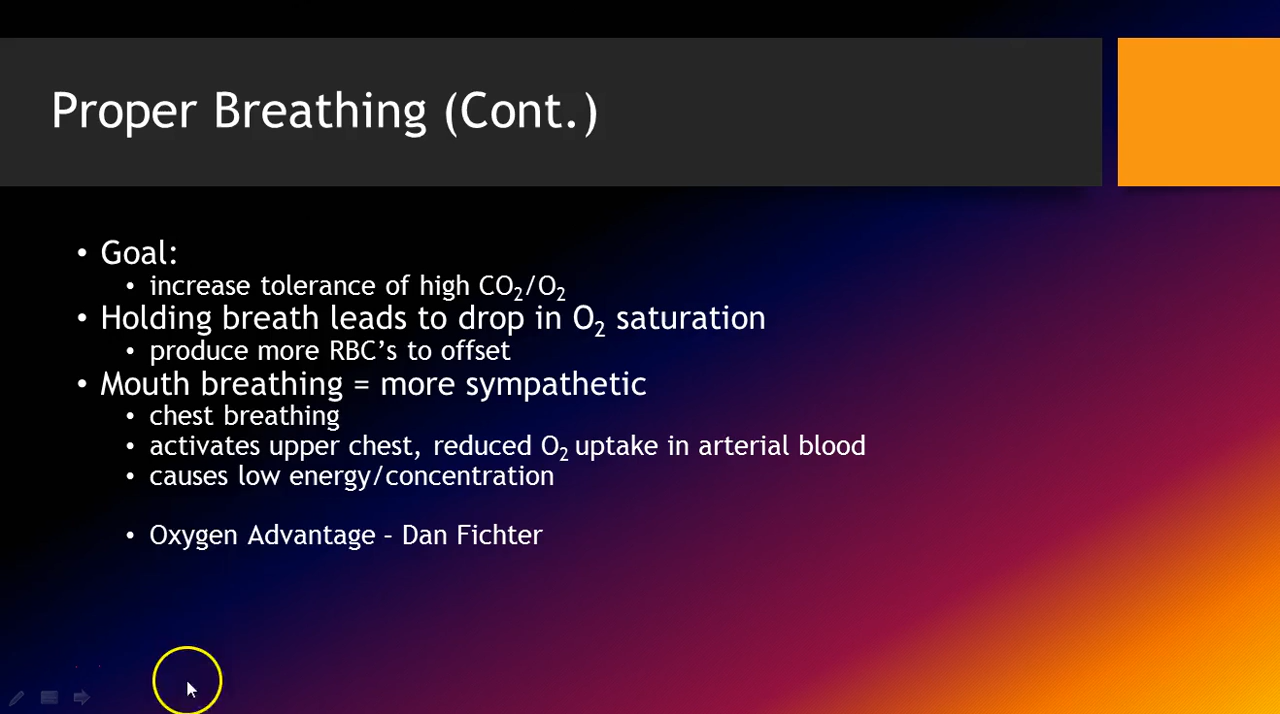 Proper Breathing (Cont.)
• Goal:
• increase tolerance of high CO₂/O₂
• Holding breath leads to drop in O₂ saturation
• produce more RBC’s to offset
• Mouth breathing = more sympathetic
• chest breathing
• activates upper chest, reduced O₂ uptake in arterial blood
• causes low energy/concentration
• Oxygen Advantage – Dan Fichter